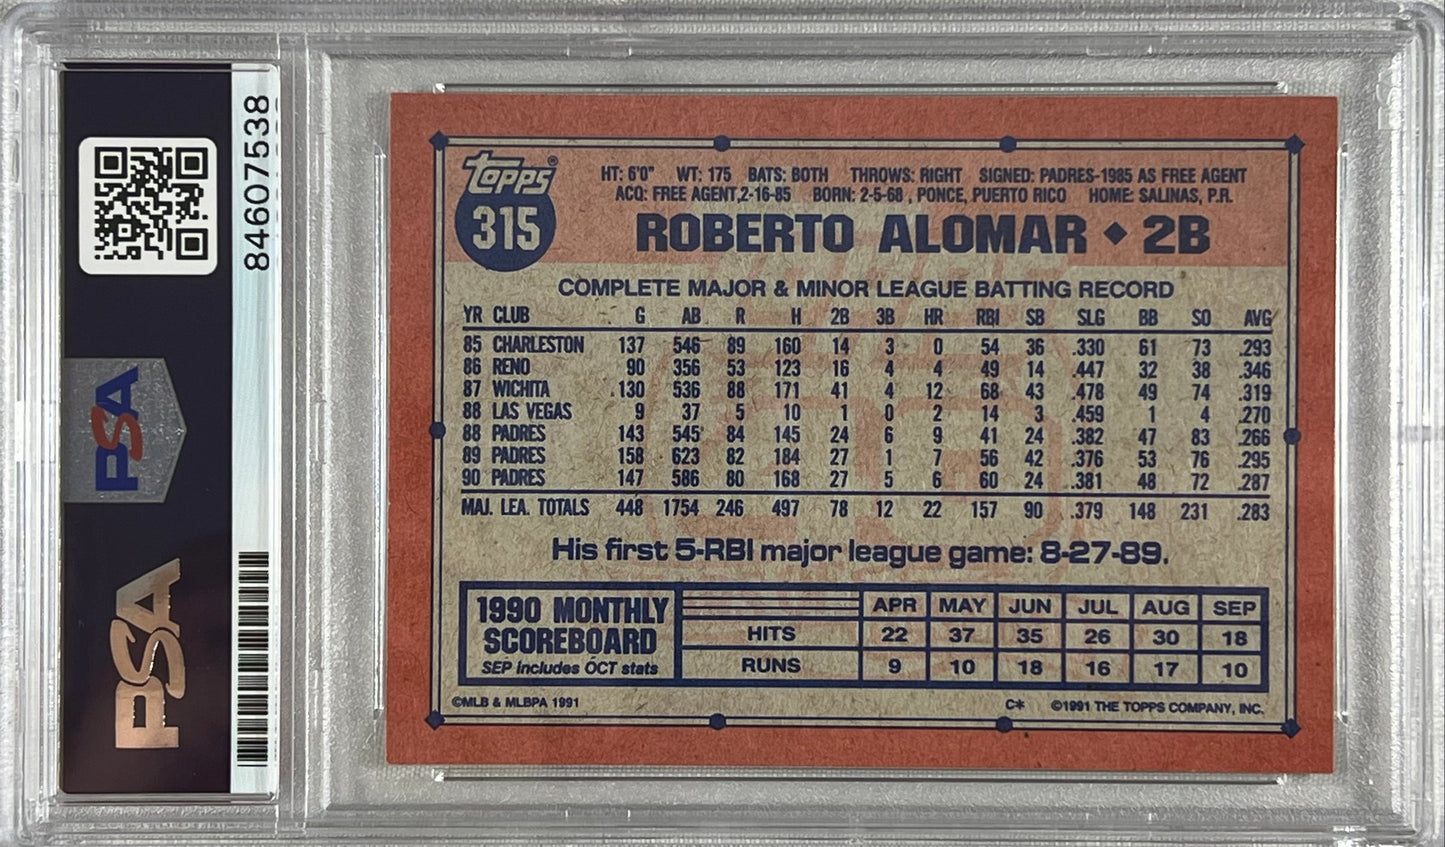 84607538
PSA
PSA
Topps®
315
HT: 6'0" WT: 175 BATS: BOTH THROWS: RIGHT SIGNED: PADRES-1985 AS FREE AGENT
ACQ: FREE AGENT,2-16-85 BORN: 2-5-68 , PONCE, PUERTO RICO HOME: SALINAS, P.R.
ROBERTO ALOMAR ◆ 2B
COMPLETE MAJOR & MINOR LEAGUE BATTING RECORD
YR CLUB G AB R H 2B 3B HR RBI SB SLG BB SO AVG
85 CHARLESTON 137 546 89 160 14 3 0 54 36 .330 61 73 .293
86 RENO 90 356 53 123 16 4 4 49 14 .447 32 38 .346
87 WICHITA 130 536 88 171 41 4 12 68 43 .478 49 74 .319
88 LAS VEGAS 9 37 5 10 1 0 2 14 3 .459 1 4 .270
88 PADRES 143 545 84 145 24 6 9 41 24 .382 47 83 .266
89 PADRES 158 623 82 184 27 1 7 56 42 .376 53 76 .295
90 PADRES 147 586 80 168 27 5 6 60 24 .381 48 72 .287
MAJ. LEA. TOTALS 448 1754 246 497 78 12 22 157 90 .379 148 231 .283
His first 5-RBI major league game: 8-27-89.
1990 MONTHLY
SCOREBOARD
SEP includes OCT stats
APR MAY JUN JUL AUG SEP
HITS 22 37 35 26 30 18
RUNS 9 10 18 16 17 10
©MLB & MLBPA 1991
C* ©1991 THE TOPPS COMPANY, INC.